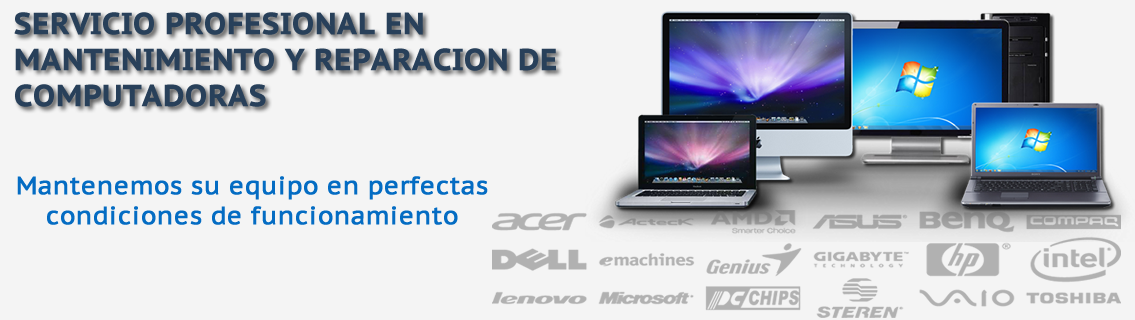 SERVICIO PROFESIONAL EN
MANTENIMIENTO Y REPARACION DE
COMPUTADORAS
Mantenemos su equipo en perfectas
condiciones de funcionamiento
acer ActecK AMD Smarter Choice ASUS BenQ COMPAQ
DELL emachines Genius GIGABYTE TECHNOLOGY hp intel
lenovo Microsoft PCCHIPS STEREN VAIO TOSHIBA